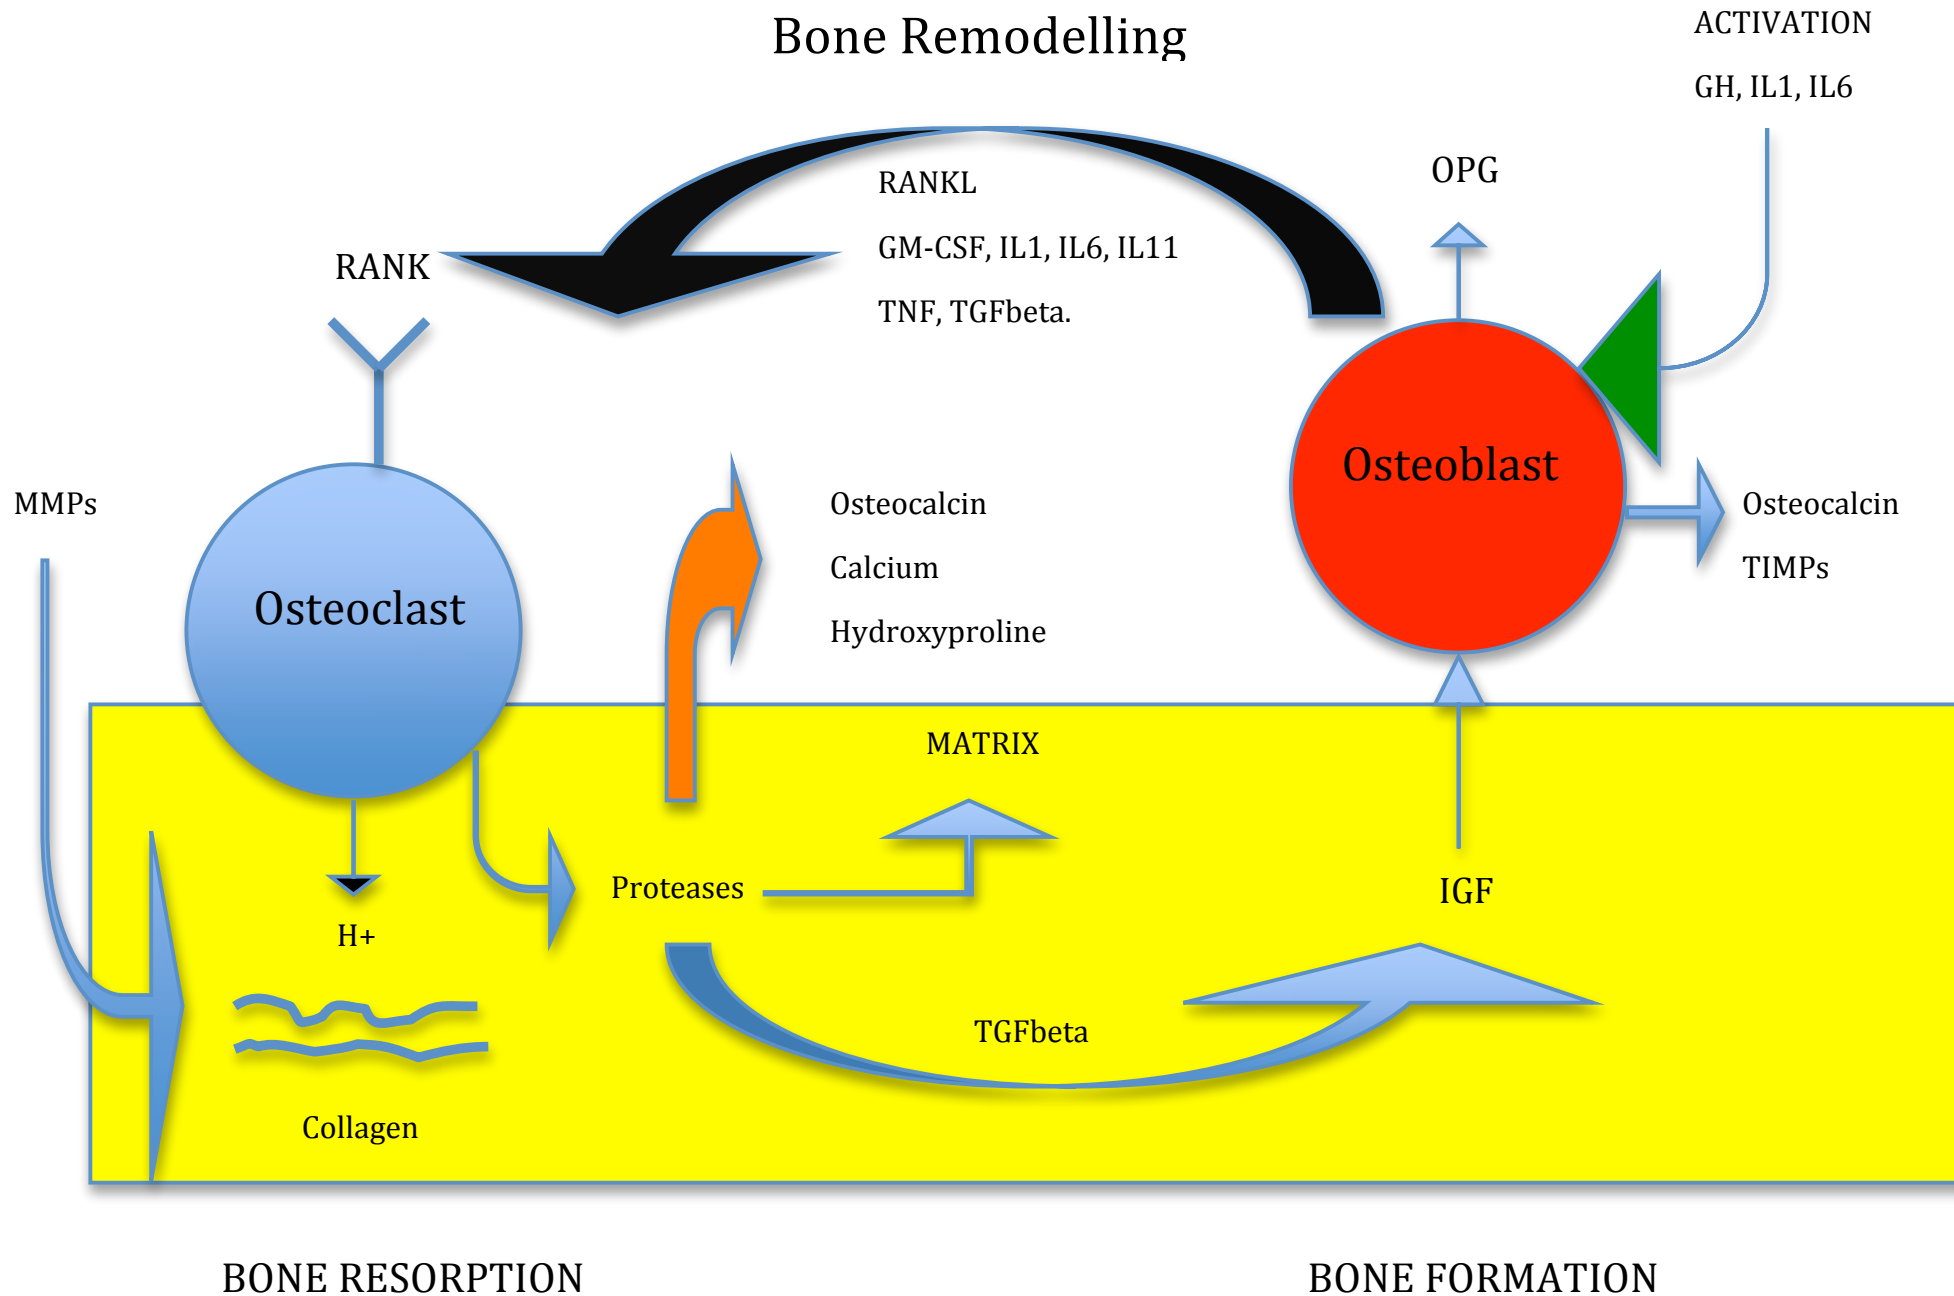 Bone Remodelling
ACTIVATION
GH, IL1, IL6
OPG
RANKL
GM-CSF, IL1, IL6, IL11
TNF, TGFbeta.
RANK
MMPs
Osteoclast
Osteocalcin
Calcium
Hydroxyproline
Osteoblast
Osteocalcin
TIMPs
MATRIX
Proteases
IGF
H+
TGFbeta
Collagen
BONE RESORPTION
BONE FORMATION